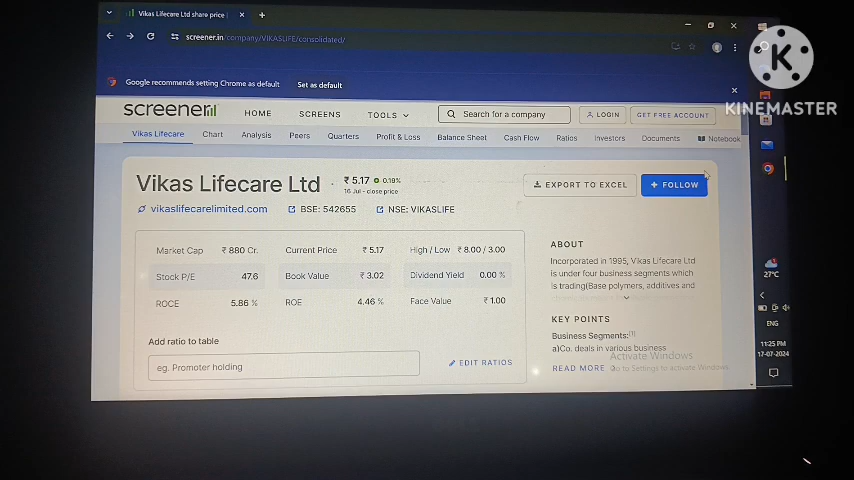 Vikas Lifecare Ltd share price |
screener.in/company/VIKASLIFE/consolidated/
Google recommends setting Chrome as default
Set as default
KINEMASTER
screener
HOME
SCREENS
TOOLS
Search for a company
LOGIN
GET FREE ACCOUNT
Vikas Lifecare
Chart
Analysis
Peers
Quarters
Profit & Loss
Balance Sheet
Cash Flow
Ratios
Investors
Documents
Notebook
Vikas Lifecare Ltd
₹ 5.17
0.19%
16 Jul - close price
EXPORT TO EXCEL
+ FOLLOW
vikaslifecarelimited.com
BSE: 542655
NSE: VIKASLIFE
Market Cap ₹ 880 Cr.
Current Price ₹ 5.17
High / Low ₹ 8.00 / 3.00
Stock P/E 47.6
Book Value ₹ 3.02
Dividend Yield 0.00 %
ROCE 5.86 %
ROE 4.46 %
Face Value ₹ 1.00
Add ratio to table
eg. Promoter holding
EDIT RATIOS
ABOUT
Incorporated in 1995, Vikas Lifecare Ltd
is under four business segments which
is trading(Base polymers, additives and
KEY POINTS
Business Segments:[1]
a)Co. deals in various business
READ MORE
Activate Windows
Go to Settings to activate Windows.
27°C
ENG
11:25 PM
17-07-2024